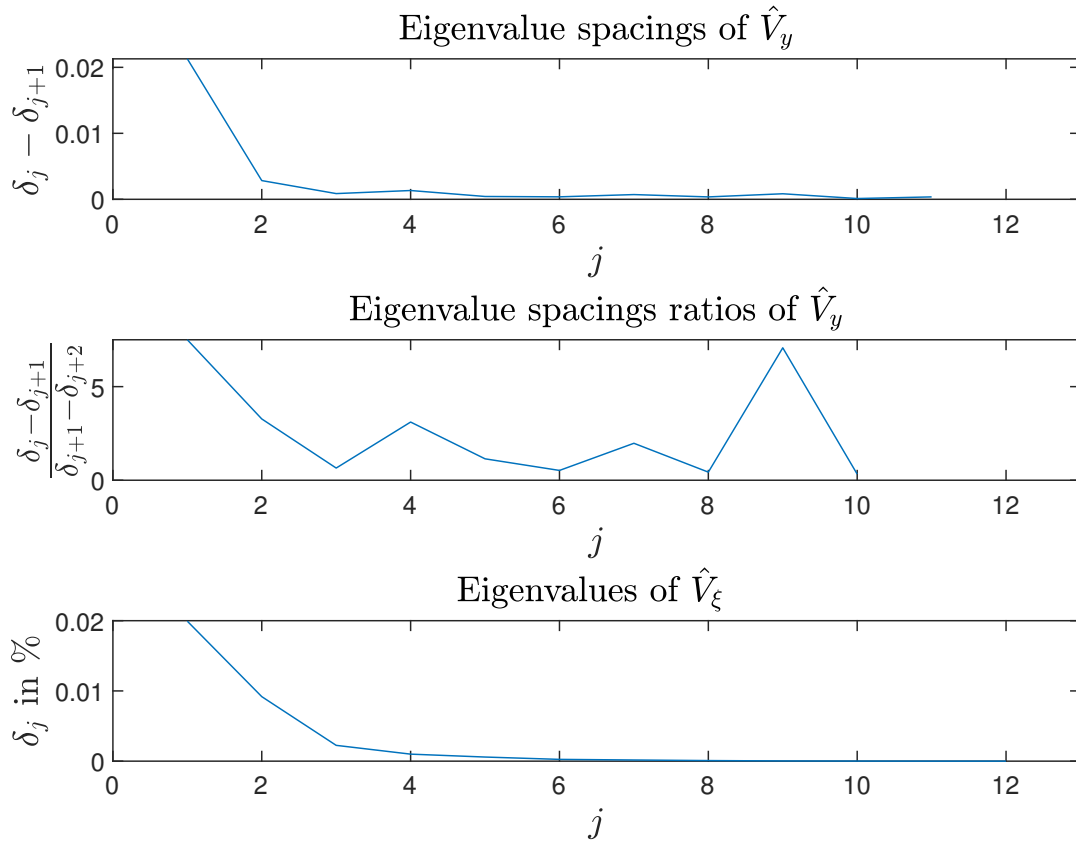 Eigenvalue spacings of V̂_y
δ_j − δ_{j+1}
0.02
0.01
0
0 2 4 6 8 10 12
j
Eigenvalue spacings ratios of V̂_y
δ_j−δ_{j+1}
δ_{j+1}−δ_{j+2}
5
0
0 2 4 6 8 10 12
j
Eigenvalues of V̂_ξ
δ_j in %
0.02
0.01
0
0 2 4 6 8 10 12
j